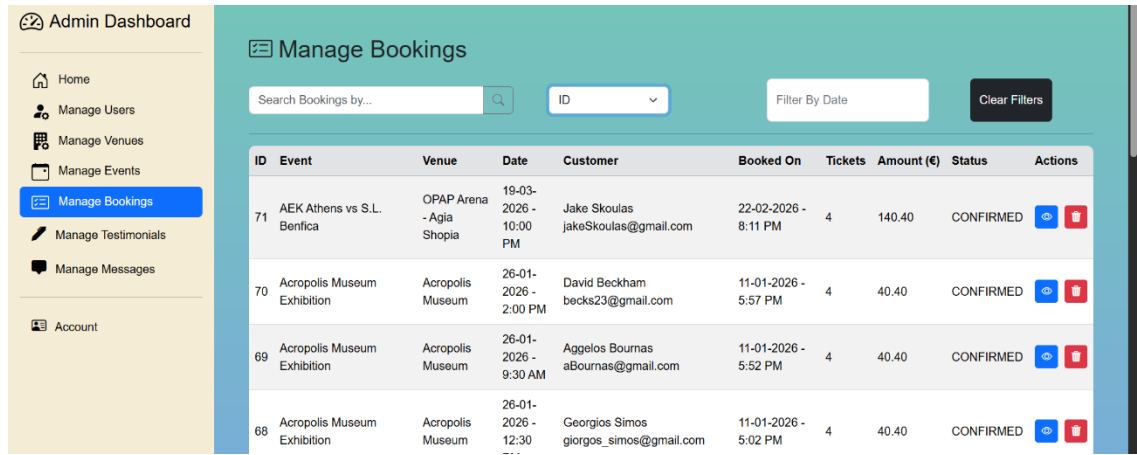 Admin Dashboard
Home
Manage Users
Manage Venues
Manage Events
Manage Bookings
Manage Testimonials
Manage Messages
Account
Manage Bookings
Search Bookings by...
ID
Filter By Date
Clear Filters
ID Event Venue Date Customer Booked On Tickets Amount (€) Status Actions
71
AEK Athens vs S.L.
Benfica
OPAP Arena
- Agia
Shopia
19-03-
2026 -
10:00
PM
Jake Skoulas
jakeSkoulas@gmail.com
22-02-2026 -
8:11 PM
4
140.40
CONFIRMED
70
Acropolis Museum
Exhibition
Acropolis
Museum
26-01-
2026 -
2:00 PM
David Beckham
becks23@gmail.com
11-01-2026 -
5:57 PM
4
40.40
CONFIRMED
69
Acropolis Museum
Exhibition
Acropolis
Museum
26-01-
2026 -
9:30 AM
Aggelos Bournas
aBournas@gmail.com
11-01-2026 -
5:52 PM
4
40.40
CONFIRMED
68
Acropolis Museum
Exhibition
Acropolis
Museum
26-01-
2026 -
12:30
Georgios Simos
giorgos_simos@gmail.com
11-01-2026 -
5:02 PM
4
40.40
CONFIRMED